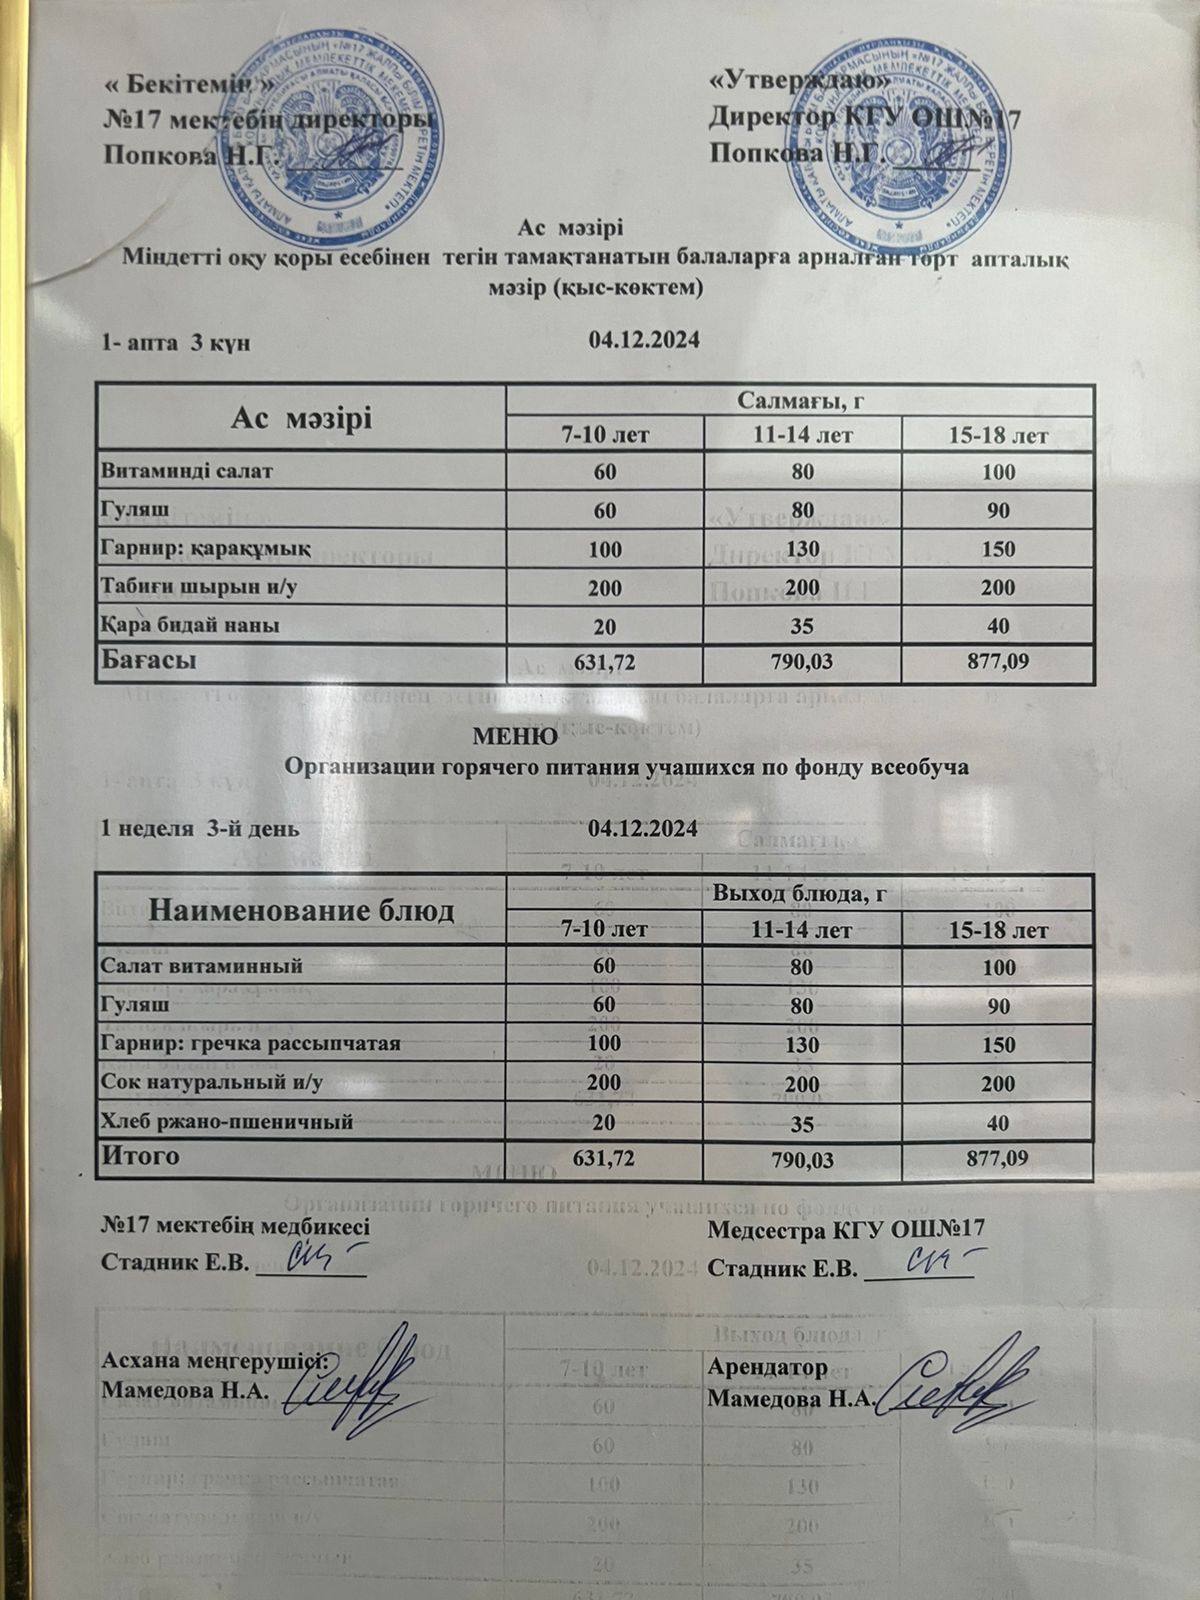 « Бекітемін »
№17 мектебің директоры
Попкова Н.Г.
«Утверждаю»
Директор КГУ ОШ№17
Попкова Н.Г.
Ас мәзірі
Міндетті оқу қоры есебінен тегін тамақтанатын балаларға арналған төрт апталық
мәзір (қыс-көктем)
1- апта 3 күн 04.12.2024
Ас мәзірі Салмағы, г
7-10 лет 11-14 лет 15-18 лет
Витаминді салат 60 80 100
Гуляш 60 80 90
Гарнир: қарақұмық 100 130 150
Табиғи шырын и/у 200 200 200
Қара бидай наны 20 35 40
Бағасы 631,72 790,03 877,09
МЕНЮ
Организации горячего питания учашихся по фонду всеобуча
1 неделя 3-й день 04.12.2024
Наименование блюд Выход блюда, г
7-10 лет 11-14 лет 15-18 лет
Салат витаминный 60 80 100
Гуляш 60 80 90
Гарнир: гречка рассыпчатая 100 130 150
Сок натуральный и/у 200 200 200
Хлеб ржано-пшеничный 20 35 40
Итого 631,72 790,03 877,09
№17 мектебің медбикесі
Стадник Е.В.
Медсестра КГУ ОШ№17
Стадник Е.В.
Асхана меңгерушісі:
Мамедова Н.А.
Арендатор
Мамедова Н.А.